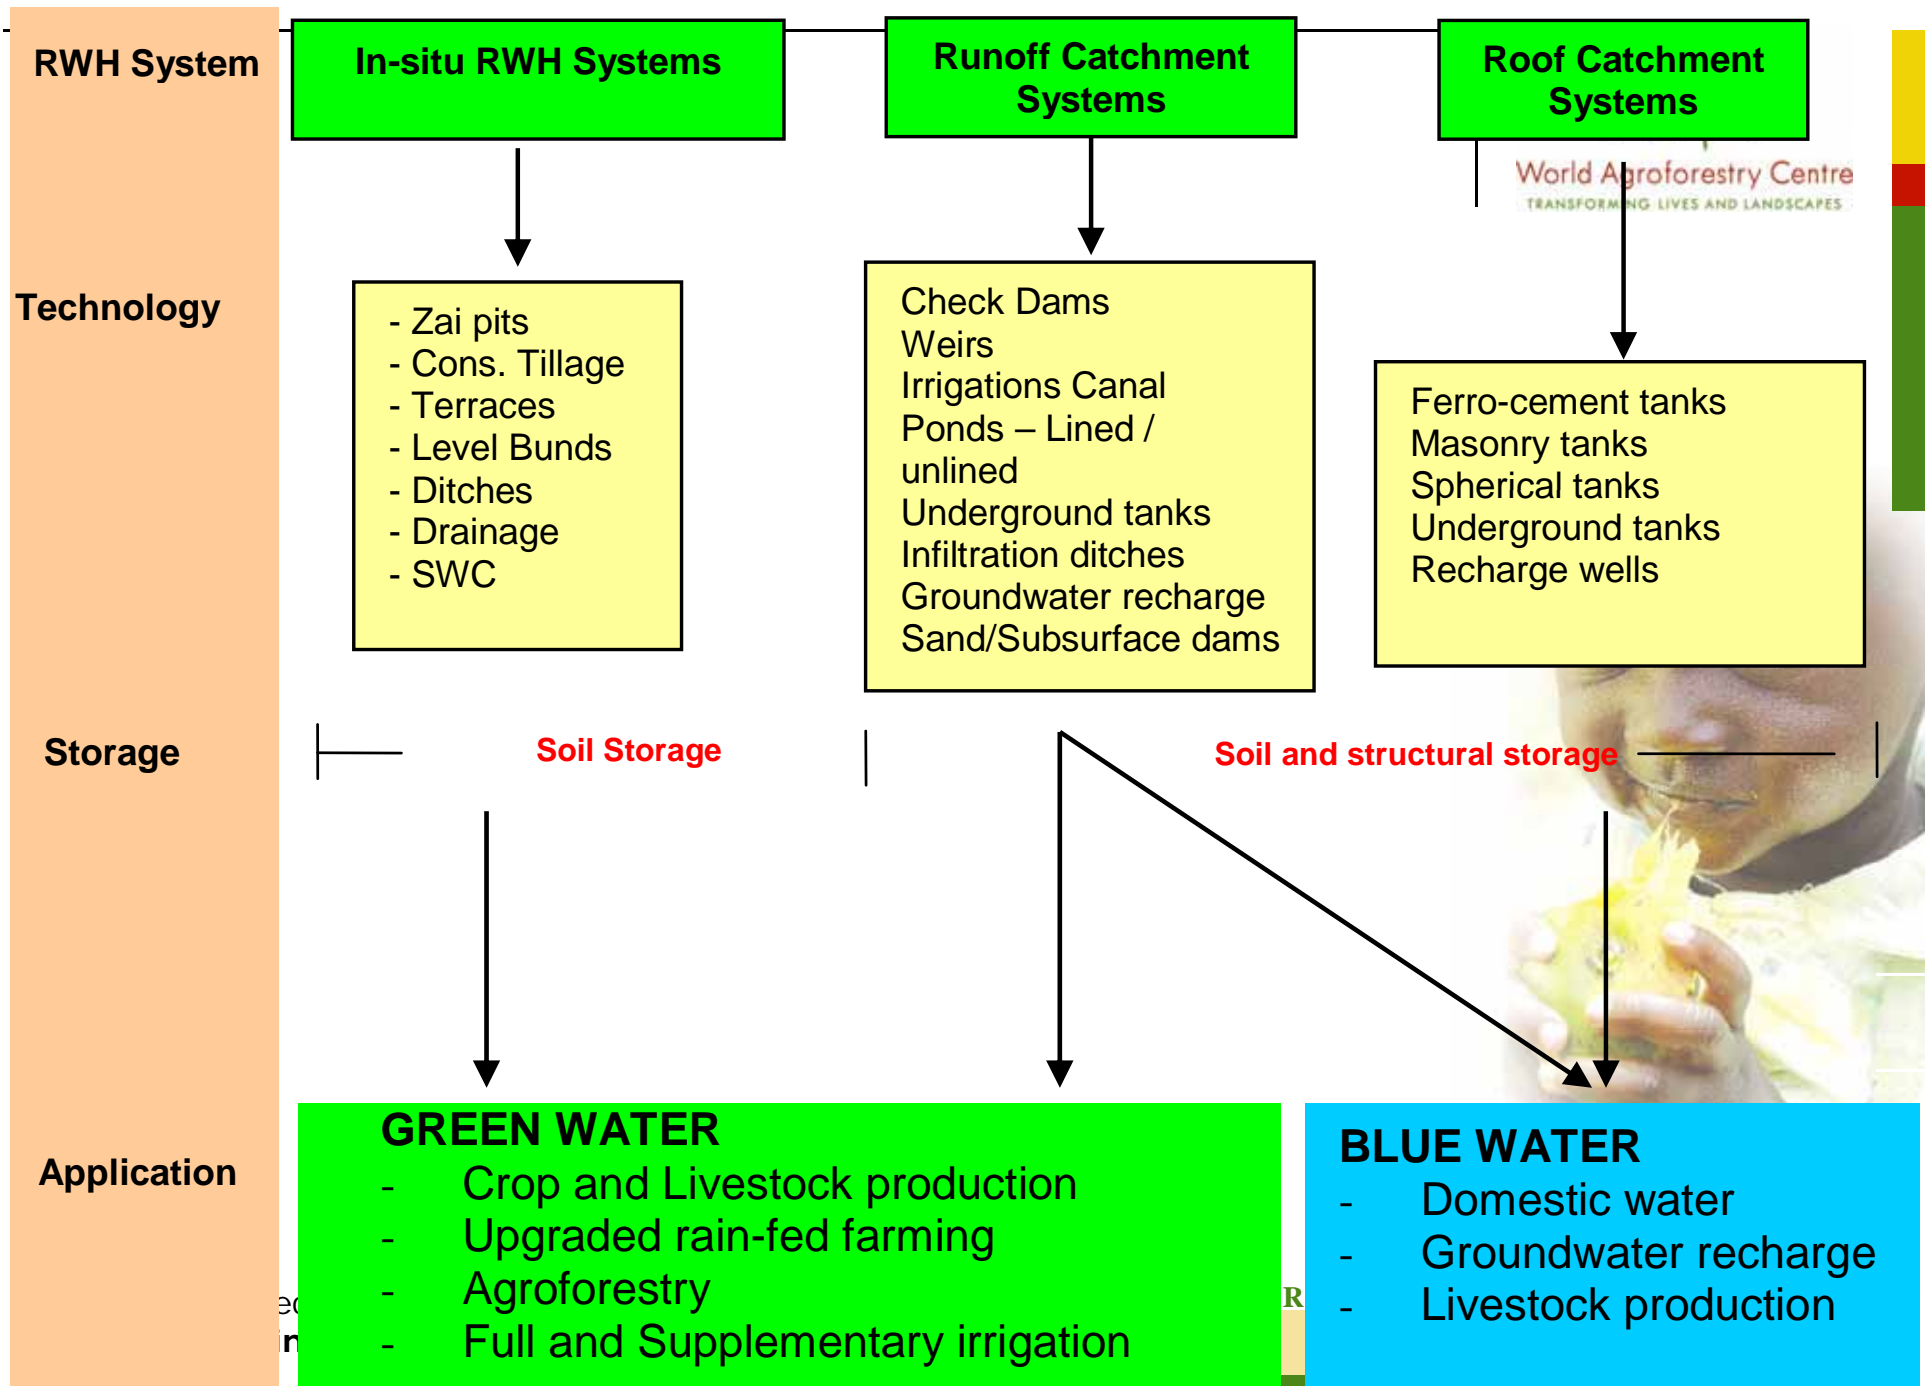 RWH System
In-situ RWH Systems
Runoff Catchment
Systems
Roof Catchment
Systems
World Agroforestry Centre
TRANSFORMING LIVES AND LANDSCAPES
Technology
- Zai pits
- Cons. Tillage
- Terraces
- Level Bunds
- Ditches
- Drainage
- SWC
Check Dams
Weirs
Irrigations Canal
Ponds – Lined /
unlined
Underground tanks
Infiltration ditches
Groundwater recharge
Sand/Subsurface dams
Ferro-cement tanks
Masonry tanks
Spherical tanks
Underground tanks
Recharge wells
Storage
Soil Storage
Soil and structural storage
Application
GREEN WATER
- Crop and Livestock production
- Upgraded rain-fed farming
- Agroforestry
- Full and Supplementary irrigation
BLUE WATER
- Domestic water
- Groundwater recharge
- Livestock production